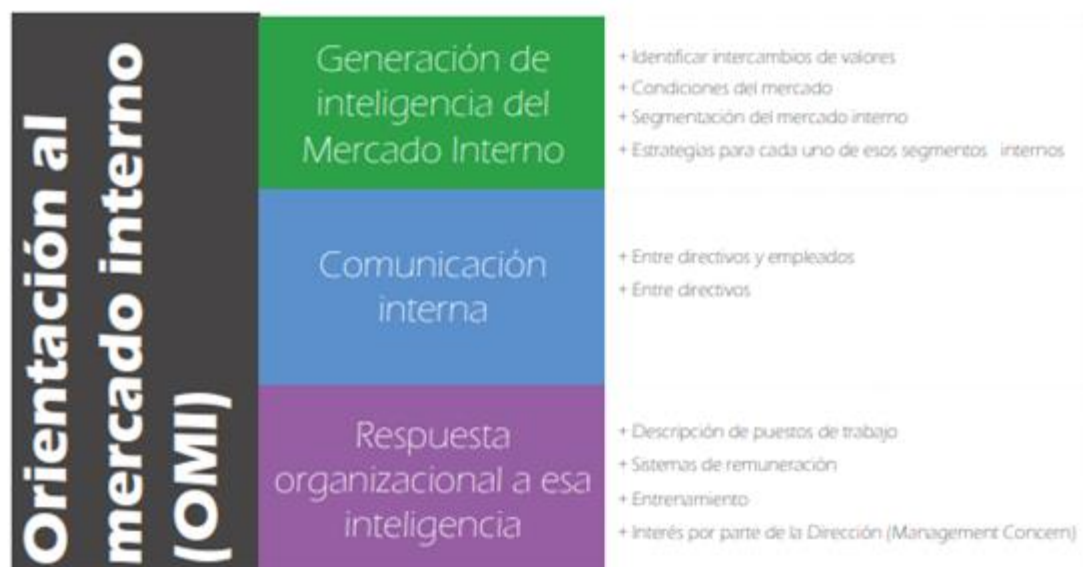 Orientación al
mercado interno
(OMI)
Generación de
inteligencia del
Mercado Interno
+ Identificar intercambios de valores
+ Condiciones del mercado
+ Segmentación del mercado interno
+ Estrategias para cada uno de esos segmentos internos
Comunicación
interna
+ Entre directivos y empleados
+ Entre directivos
Respuesta
organizacional a esa
inteligencia
+ Descripción de puestos de trabajo
+ Sistemas de remuneración
+ Entrenamiento
+ Interés por parte de la Dirección (Management Concern)